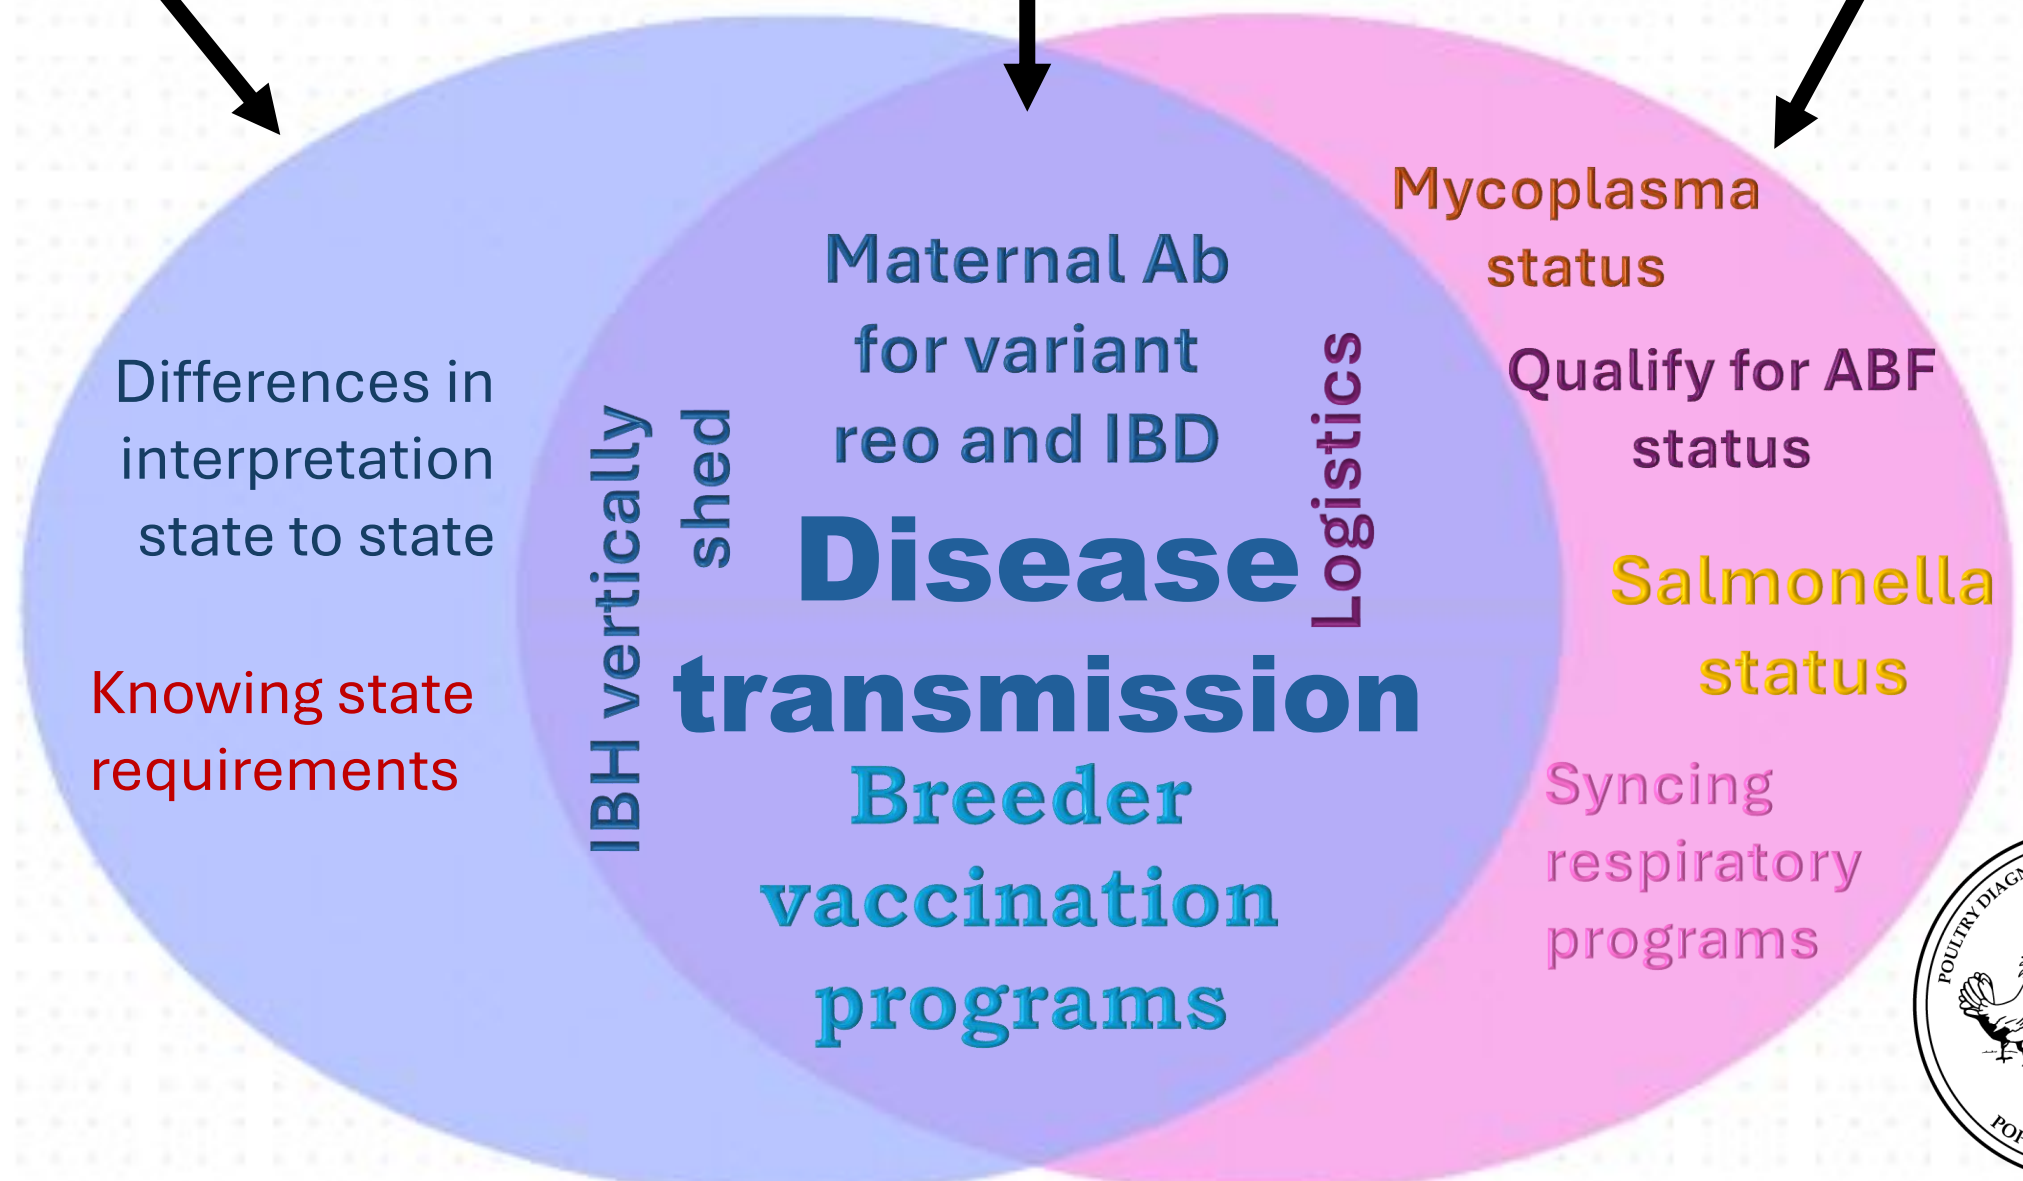 Differences in
interpretation
state to state
Knowing state
requirements
IBH vertically
shed
Maternal Ab
for variant
reo and IBD
Logistics
Disease
transmission
Breeder
vaccination
programs
Mycoplasma
status
Qualify for ABF
status
Salmonella
status
Syncing
respiratory
programs
POULTRY